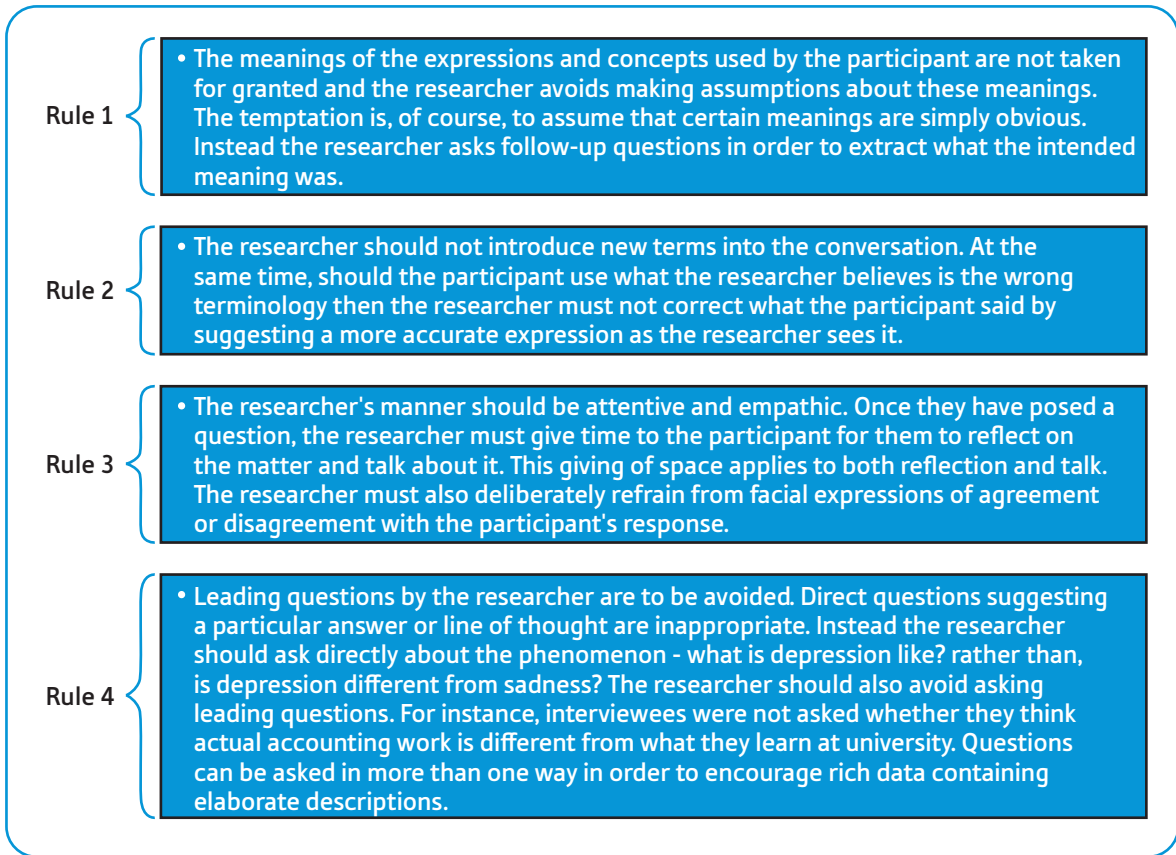 Rule 1
• The meanings of the expressions and concepts used by the participant are not taken
for granted and the researcher avoids making assumptions about these meanings.
The temptation is, of course, to assume that certain meanings are simply obvious.
Instead the researcher asks follow-up questions in order to extract what the intended
meaning was.
Rule 2
• The researcher should not introduce new terms into the conversation. At the
same time, should the participant use what the researcher believes is the wrong
terminology then the researcher must not correct what the participant said by
suggesting a more accurate expression as the researcher sees it.
Rule 3
• The researcher's manner should be attentive and empathic. Once they have posed a
question, the researcher must give time to the participant for them to reflect on
the matter and talk about it. This giving of space applies to both reflection and talk.
The researcher must also deliberately refrain from facial expressions of agreement
or disagreement with the participant's response.
Rule 4
• Leading questions by the researcher are to be avoided. Direct questions suggesting
a particular answer or line of thought are inappropriate. Instead the researcher
should ask directly about the phenomenon - what is depression like? rather than,
is depression different from sadness? The researcher should also avoid asking
leading questions. For instance, interviewees were not asked whether they think
actual accounting work is different from what they learn at university. Questions
can be asked in more than one way in order to encourage rich data containing
elaborate descriptions.